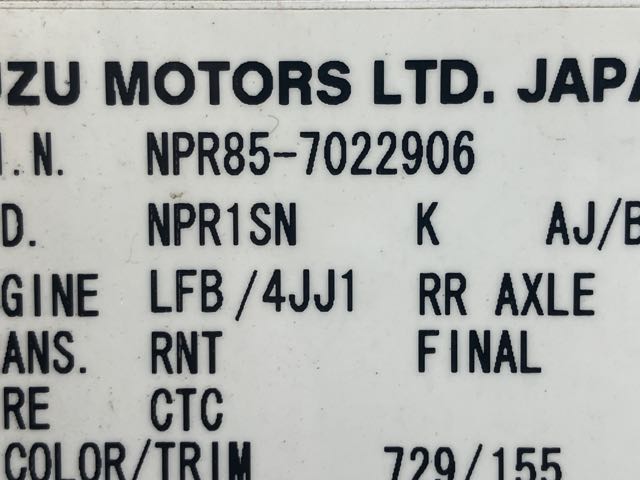 UZU MOTORS LTD. JAPA
.I.N. NPR85-7022906
D. NPR1SN K AJ/B
GINE LFB/4JJ1 RR AXLE
ANS. RNT FINAL
RE CTC
COLOR/TRIM 729/155